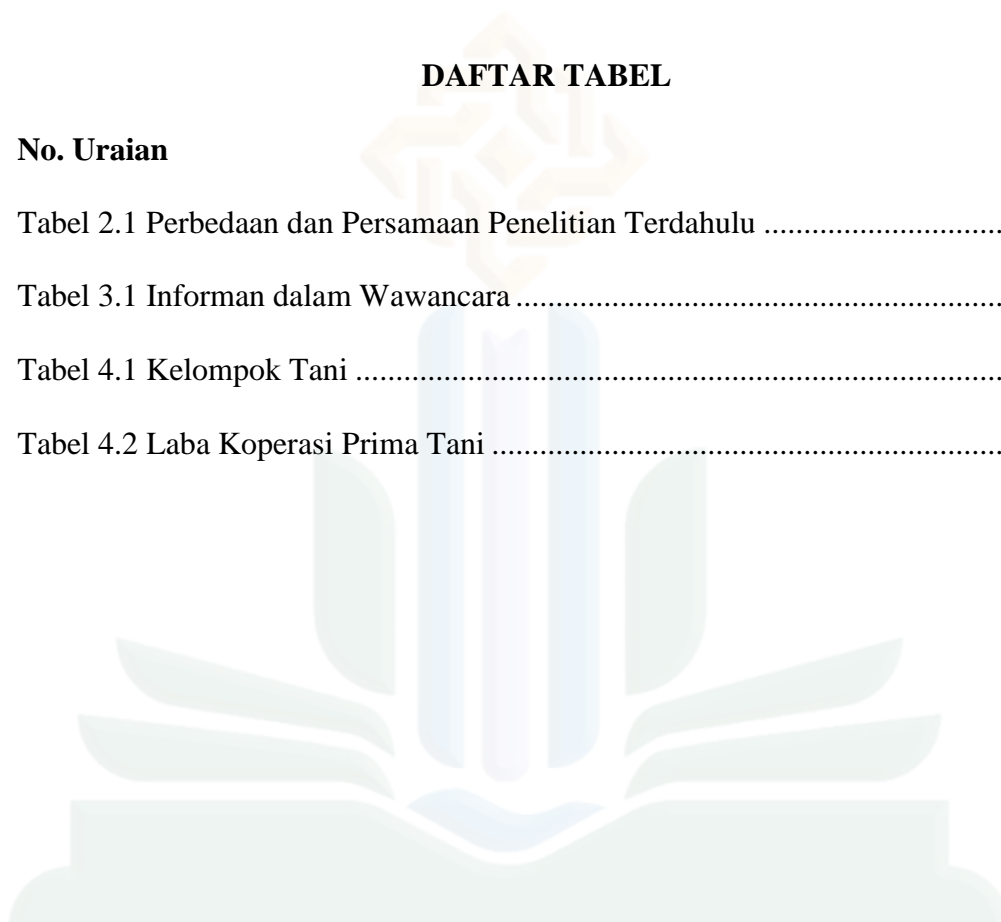 DAFTAR TABEL
No. Uraian
Tabel 2.1 Perbedaan dan Persamaan Penelitian Terdahulu ..............................
Tabel 3.1 Informan dalam Wawancara .............................................................
Tabel 4.1 Kelompok Tani .................................................................................
Tabel 4.2 Laba Koperasi Prima Tani ................................................................